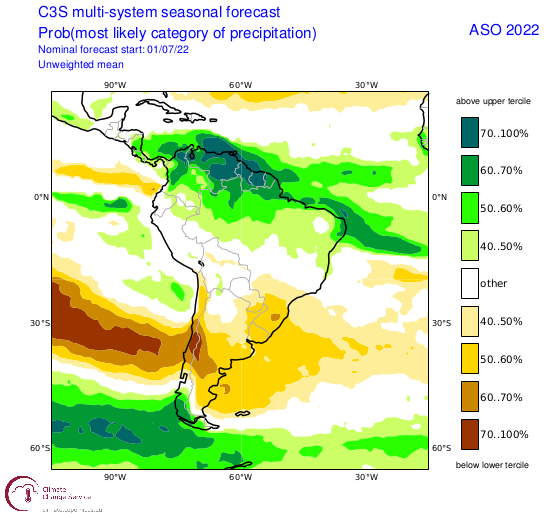 C3S multi-system seasonal forecast
Prob(most likely category of precipitation)
ASO 2022
Nominal forecast start: 01/07/22
Unweighted mean
90°W 60°W 30°W
above upper tercile
70..100%
60..70%
50..60%
40..50%
other
40..50%
50..60%
60..70%
70..100%
below lower tercile
0°N 0°N
30°S 30°S
60°S 60°S
90°W 60°W 30°W
Climate
Change Service